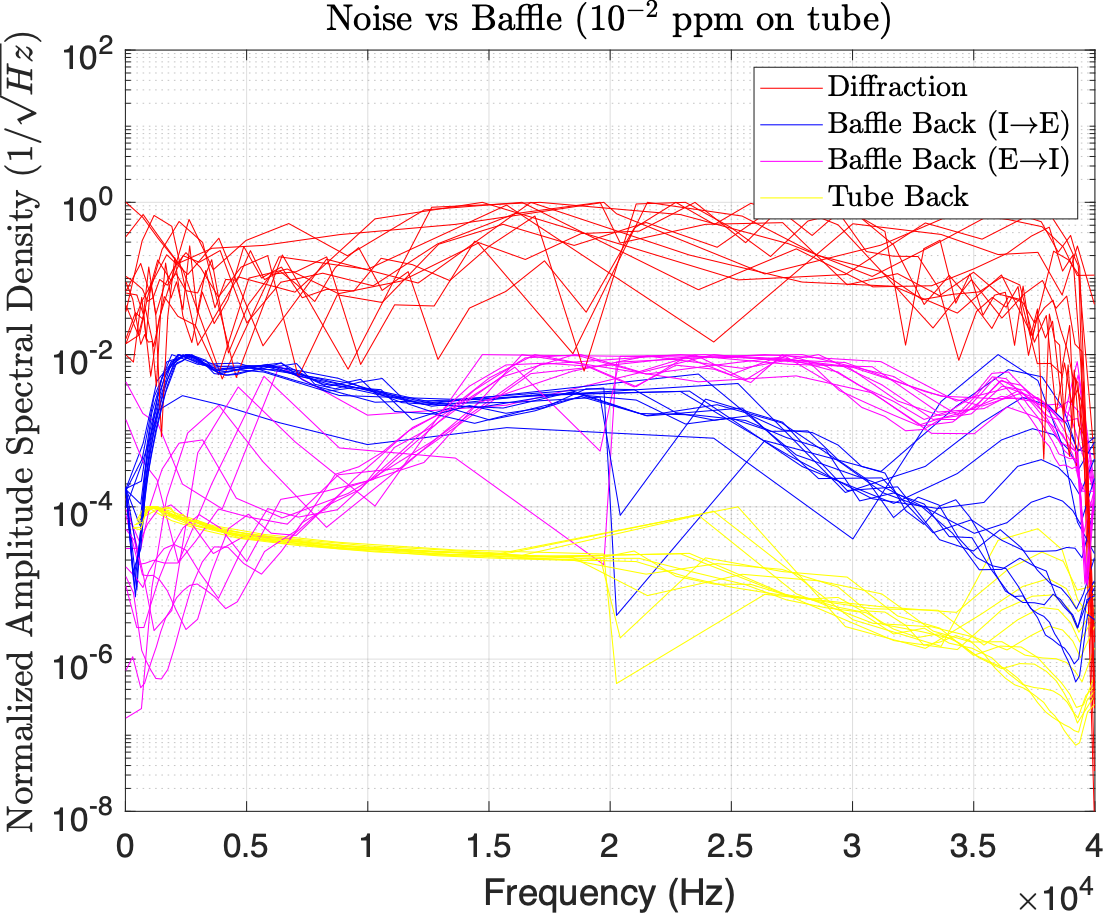 Noise vs Baffle (10⁻² ppm on tube)
Normalized Amplitude Spectral Density (1/√Hz)
10²
10⁰
10⁻²
10⁻⁴
10⁻⁶
10⁻⁸
Diffraction
Baffle Back (I→E)
Baffle Back (E→I)
Tube Back
0 0.5 1 1.5 2 2.5 3 3.5 4
Frequency (Hz)
×10⁴